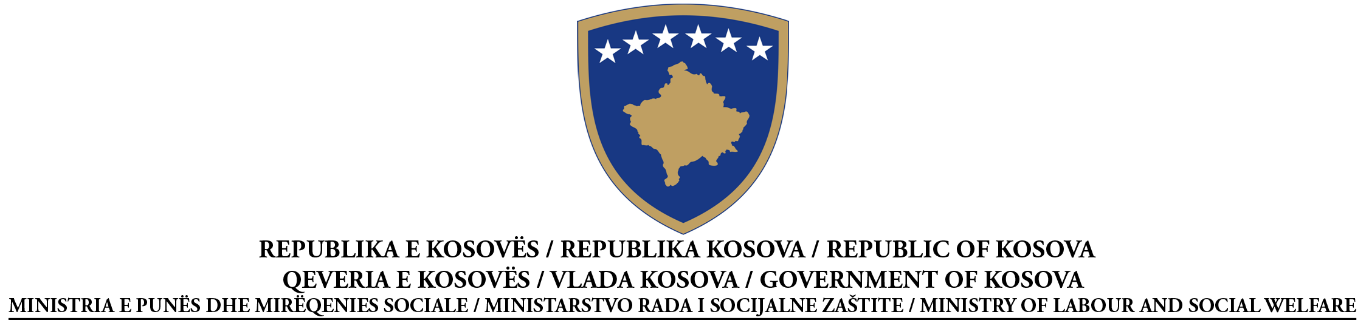 REPUBLIKA E KOSOVËS / REPUBLIKA KOSOVA / REPUBLIC OF KOSOVA
QEVERIA E KOSOVËS / VLADA KOSOVA / GOVERNMENT OF KOSOVA
MINISTRIA E PUNËS DHE MIRËQENIES SOCIALE / MINISTARSTVO RADA I SOCIJALNE ZAŠTITE / MINISTRY OF LABOUR AND SOCIAL WELFARE